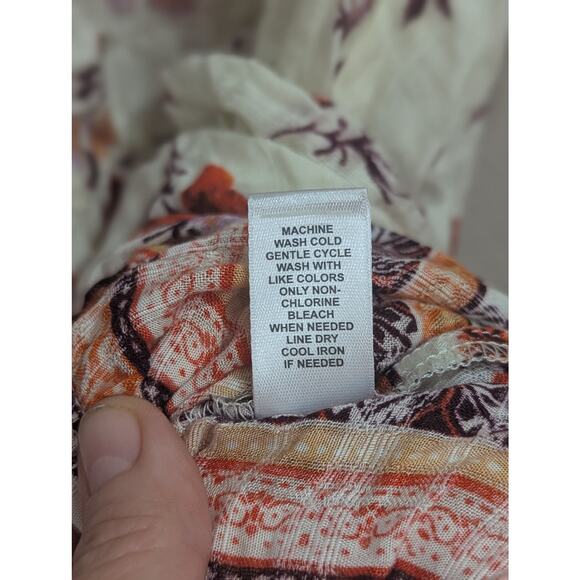 MACHINE
WASH COLD
GENTLE CYCLE
WASH WITH
LIKE COLORS
ONLY NON-
CHLORINE
BLEACH
WHEN NEEDED
LINE DRY
COOL IRON
IF NEEDED